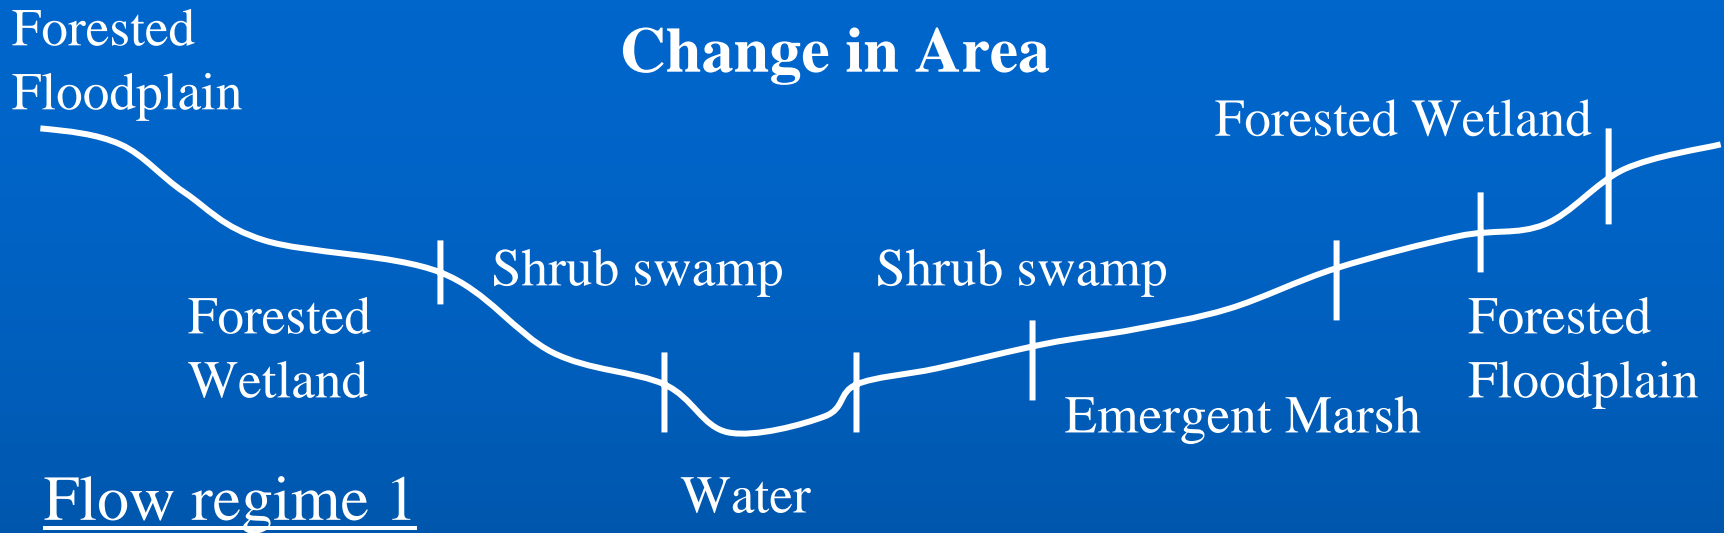 Forested
Floodplain
Change in Area
Forested Wetland
Shrub swamp
Shrub swamp
Forested
Wetland
Forested
Floodplain
Emergent Marsh
Water
Flow regime 1